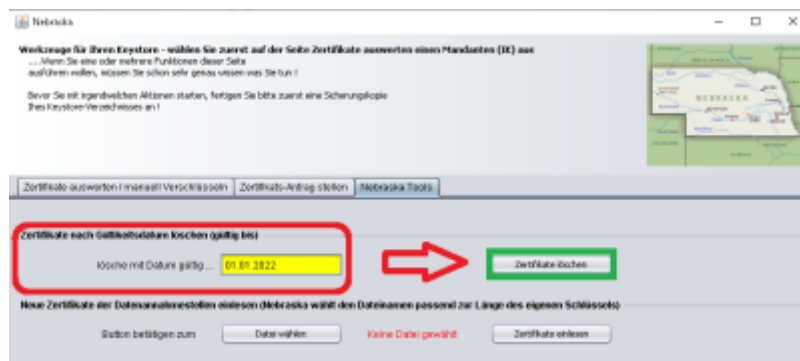 Nebraska
Werkzeuge für Ihren Keystore - wählen Sie zuerst auf der Seite Zertifikate auswerten einen Mandanten (IK) aus
....Wenn Sie eine oder mehrere Funktionen dieser Seite
ausführen wollen, müssen Sie schon sehr genau wissen was Sie tun !
Bevor Sie mit irgendwelchen Aktionen starten, fertigen Sie bitte zuerst eine Sicherungskopie
Ihres Keystore-Verzeichnisses an !
NEBRASKA
Zertifikate auswerten / manuell Verschlüsseln Zertifikats-Antrag stellen Nebraska Tools
Zertifikate nach Gültikeitsdatum löschen (gültig bis)
lösche mit Datum gültig ... 01.01.2022 Zertifikate löschen
Neue Zertifikate der Datenannahmestellen einlesen (Nebraska wählt den Dateinamen passend zur Länge des eigenen Schlüssels)
Button betätigen zum Datei wählen Keine Datei gewählt Zertifikate einlesen